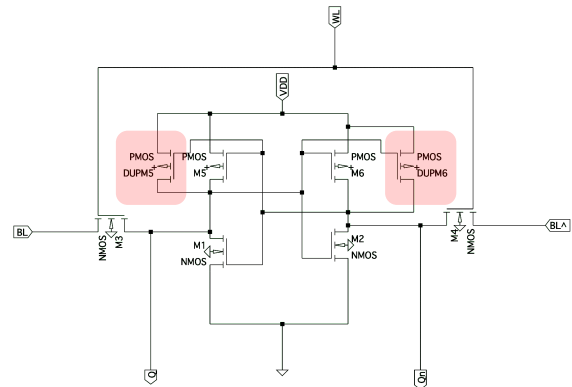 WL
VDD
PMOS
DUPM5
PMOS
M5
PMOS
M6
PMOS
DUPM6
BL
NMOS
M3
M1
NMOS
M2
NMOS
M4
NMOS
BL^
Q
Qn